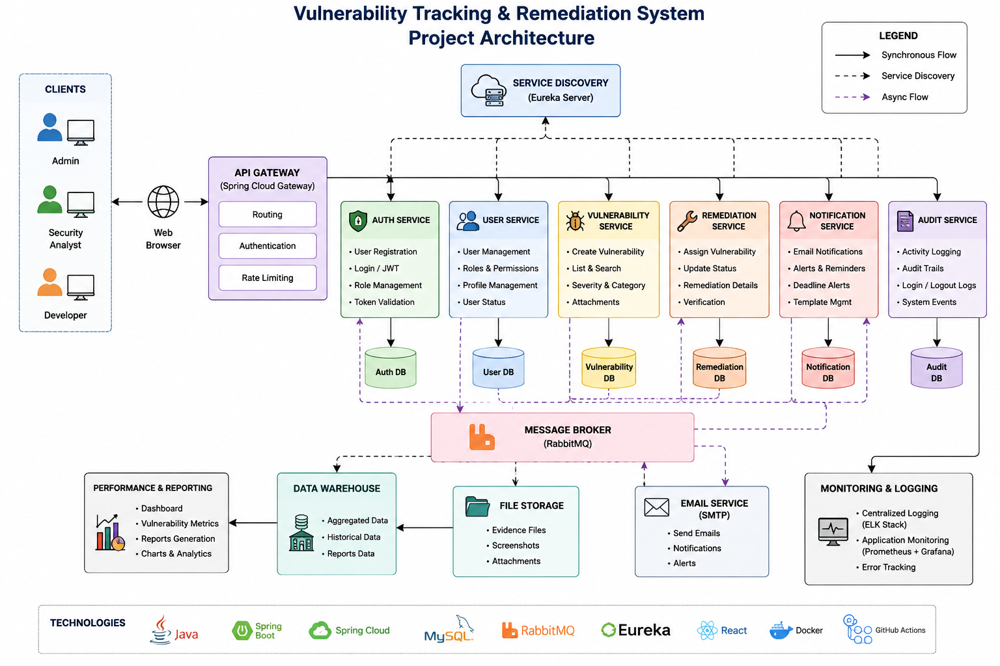 Vulnerability Tracking & Remediation System
Project Architecture
LEGEND
Synchronous Flow
Service Discovery
Async Flow
SERVICE DISCOVERY
(Eureka Server)
CLIENTS
Admin
Security
Analyst
Developer
Web
Browser
API GATEWAY
(Spring Cloud Gateway)
Routing
Authentication
Rate Limiting
AUTH SERVICE
• User Registration
• Login / JWT
• Role Management
• Token Validation
USER SERVICE
• User Management
• Roles & Permissions
• Profile Management
• User Status
VULNERABILITY
SERVICE
• Create Vulnerability
• List & Search
• Severity & Category
• Attachments
REMEDIATION
SERVICE
• Assign Vulnerability
• Update Status
• Remediation Details
• Verification
NOTIFICATION
SERVICE
• Email Notifications
• Alerts & Reminders
• Deadline Alerts
• Template Mgmt
AUDIT SERVICE
• Activity Logging
• Audit Trails
• Login / Logout Logs
• System Events
Auth DB
User DB
Vulnerability
DB
Remediation
DB
Notification
DB
Audit
DB
MESSAGE BROKER
(RabbitMQ)
PERFORMANCE & REPORTING
• Dashboard
• Vulnerability Metrics
• Reports Generation
• Charts & Analytics
DATA WAREHOUSE
• Aggregated Data
• Historical Data
• Reports Data
FILE STORAGE
• Evidence Files
• Screenshots
• Attachments
EMAIL SERVICE
(SMTP)
• Send Emails
• Notifications
• Alerts
MONITORING & LOGGING
• Centralized Logging
(ELK Stack)
• Application Monitoring
(Prometheus + Grafana)
• Error Tracking
TECHNOLOGIES
Java
Spring
Boot
Spring Cloud
MySQL
RabbitMQ
Eureka
React
Docker
GitHub Actions